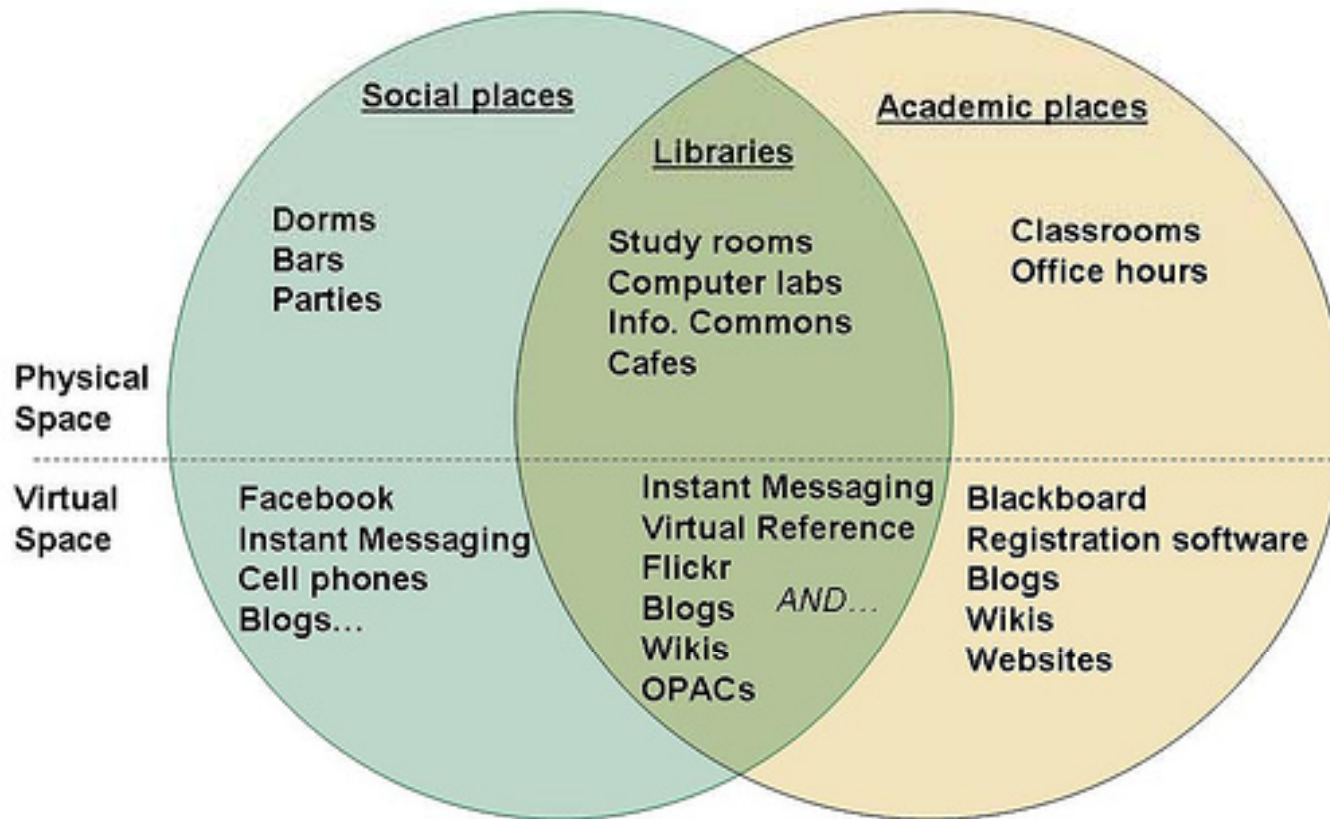 Social places
Academic places
Libraries
Dorms
Bars
Parties
Study rooms
Computer labs
Info. Commons
Cafes
Classrooms
Office hours
Physical
Space
Virtual
Space
Facebook
Instant Messaging
Cell phones
Blogs…
Instant Messaging
Virtual Reference
Flickr
Blogs
AND…
Wikis
OPACs
Blackboard
Registration software
Blogs
Wikis
Websites